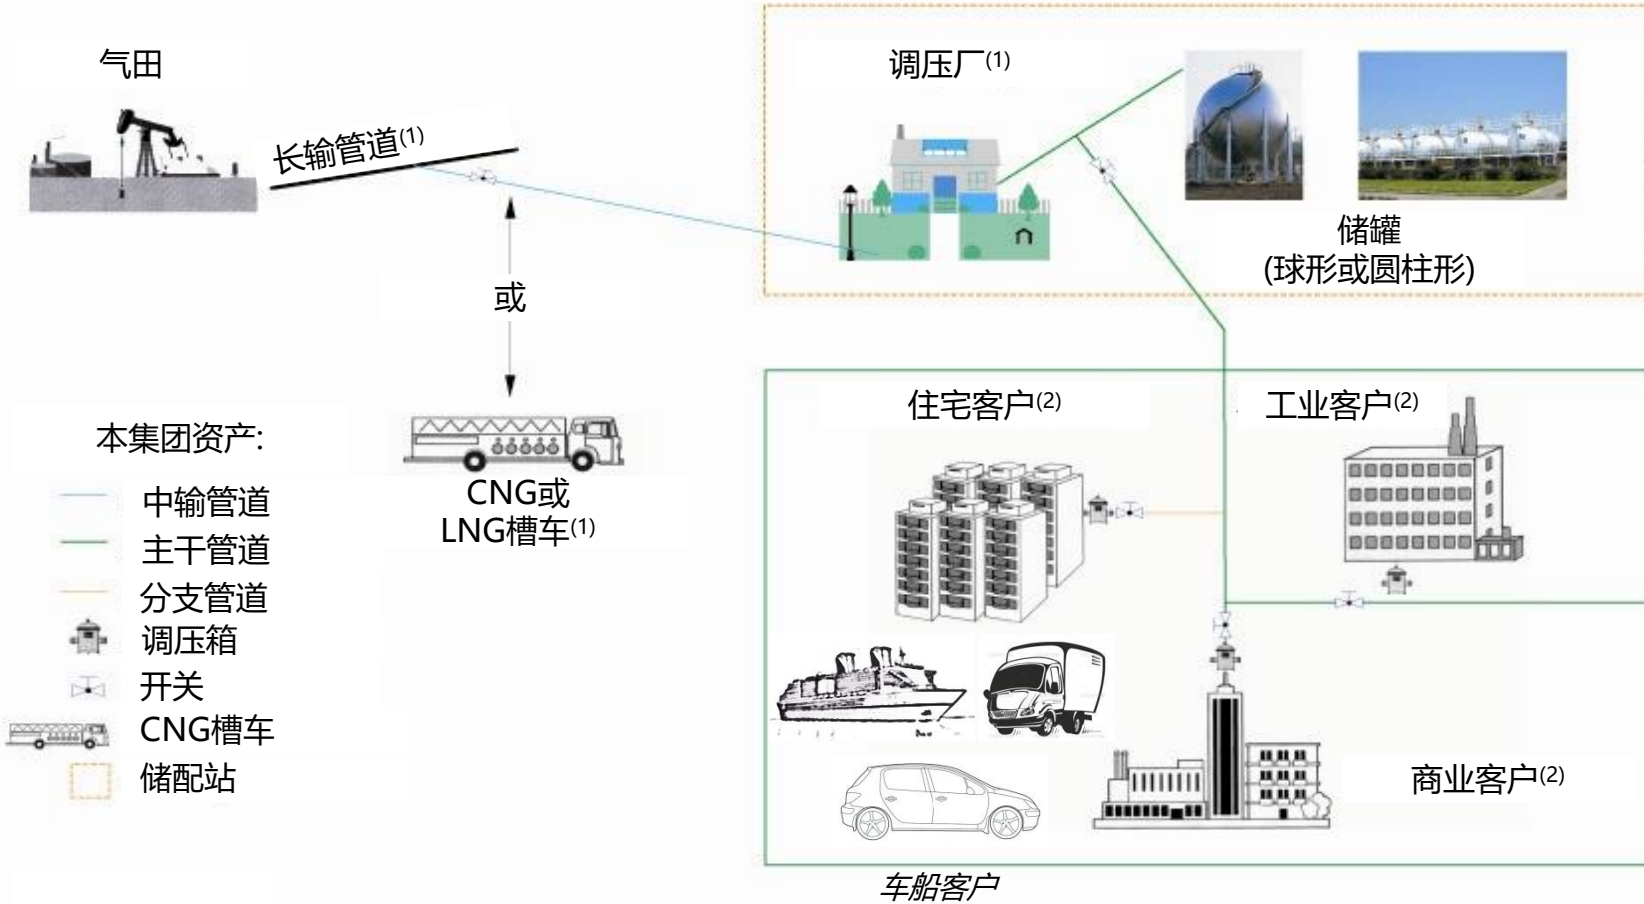 气田
长输管道(1)
或
CNG或
LNG槽车(1)
调压厂(1)
储罐
(球形或圆柱形)
住宅客户(2)
工业客户(2)
商业客户(2)
车船客户
本集团资产:
中输管道
主干管道
分支管道
调压箱
开关
CNG槽车
储配站